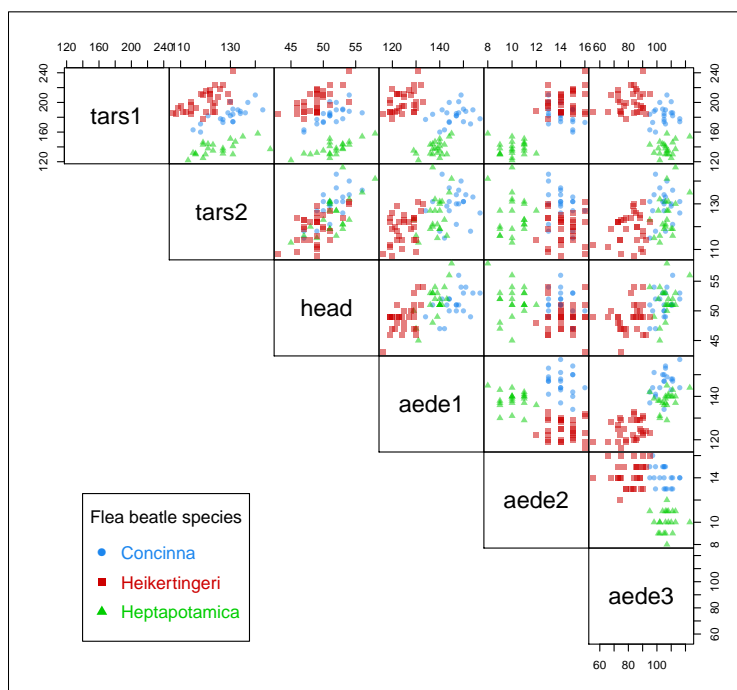 120 160 200 240 110 130 45 50 55 120 140 8 10 12 14 16 60 80 100
tars1 120 160 200 240
tars2 110 130
head 45 50 55
aede1 120 140
aede2 8 10 14
aede3 60 80 100
Flea beatle species
Concinna
Heikertingeri
Heptapotamica
60 80 100